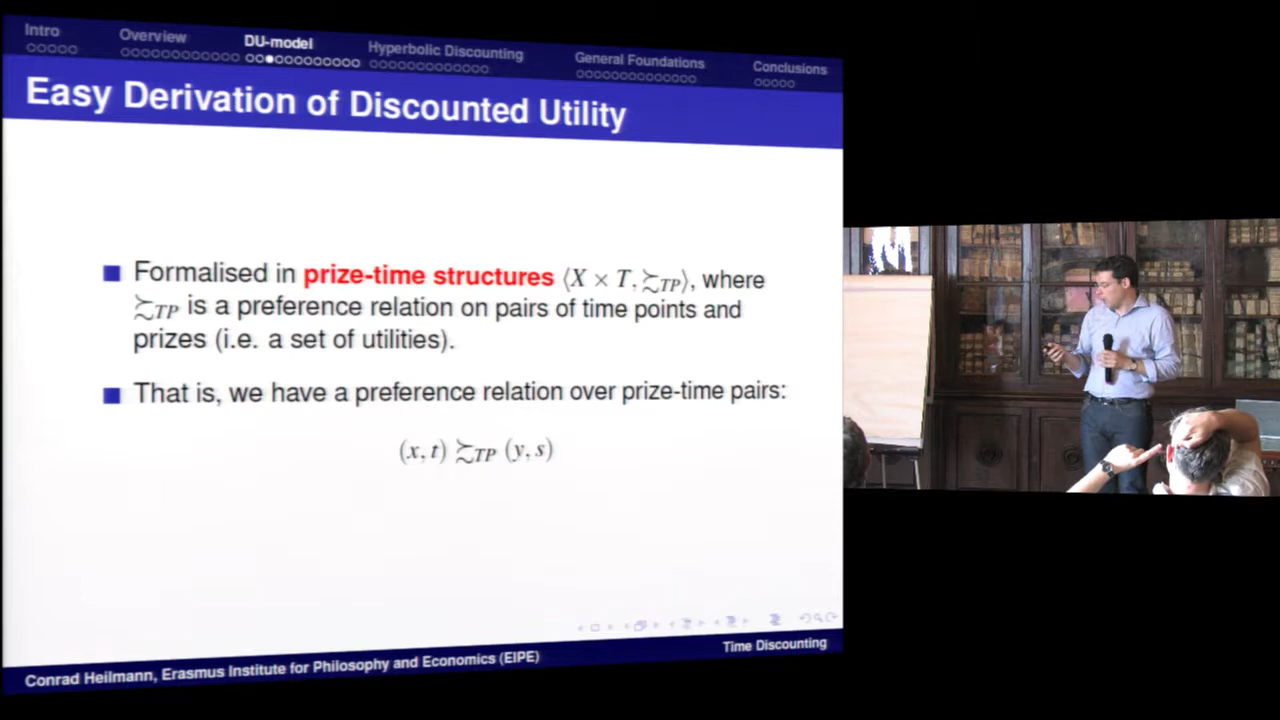 Intro Overview DU-model Hyperbolic Discounting General Foundations Conclusions
Easy Derivation of Discounted Utility
Formalised in prize-time structures ⟨X × T, ≿TP⟩, where
≿TP is a preference relation on pairs of time points and
prizes (i.e. a set of utilities).
That is, we have a preference relation over prize-time pairs:
(x, t) ≿TP (y, s)
Conrad Heilmann, Erasmus Institute for Philosophy and Economics (EIPE) Time Discounting